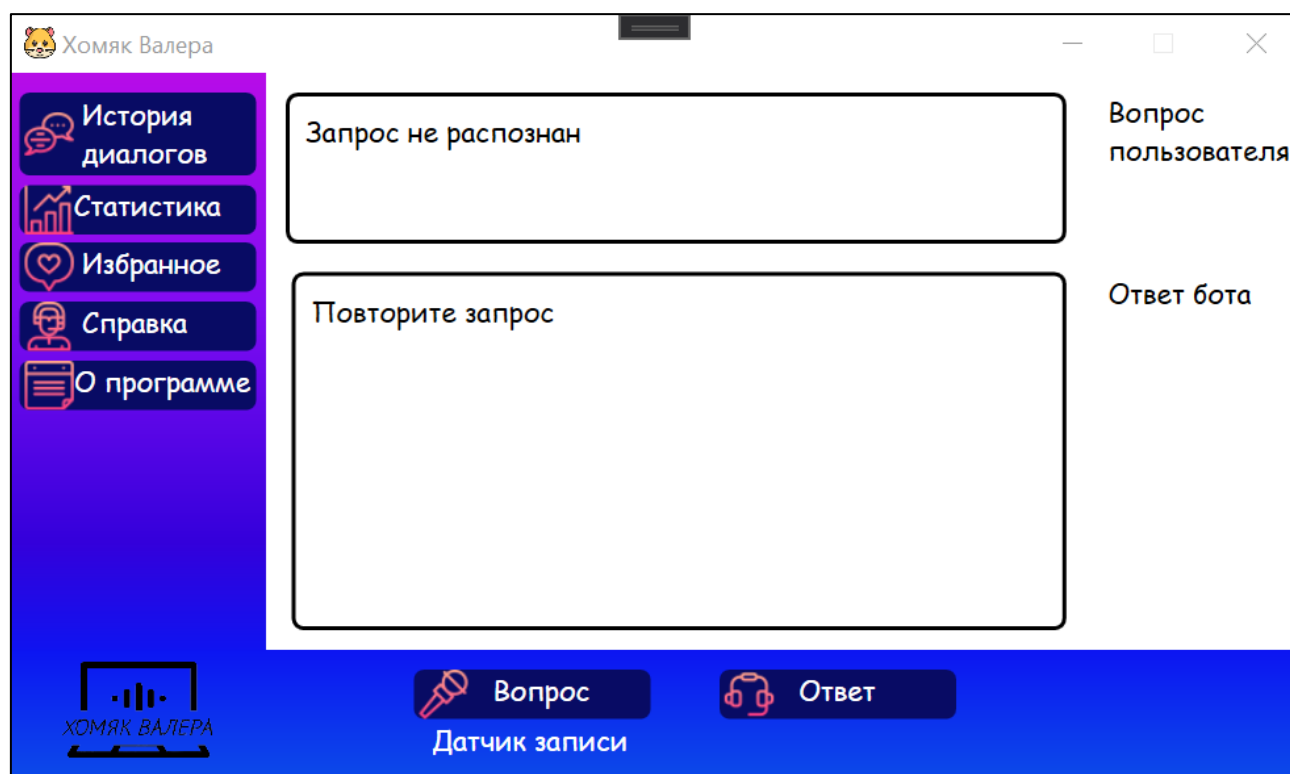 Хомяк Валера
История
диалогов
Статистика
Избранное
Справка
О программе
Запрос не распознан
Вопрос
пользователя
Повторите запрос
Ответ бота
ХОМЯК ВАЛЕРА
Вопрос
Ответ
Датчик записи